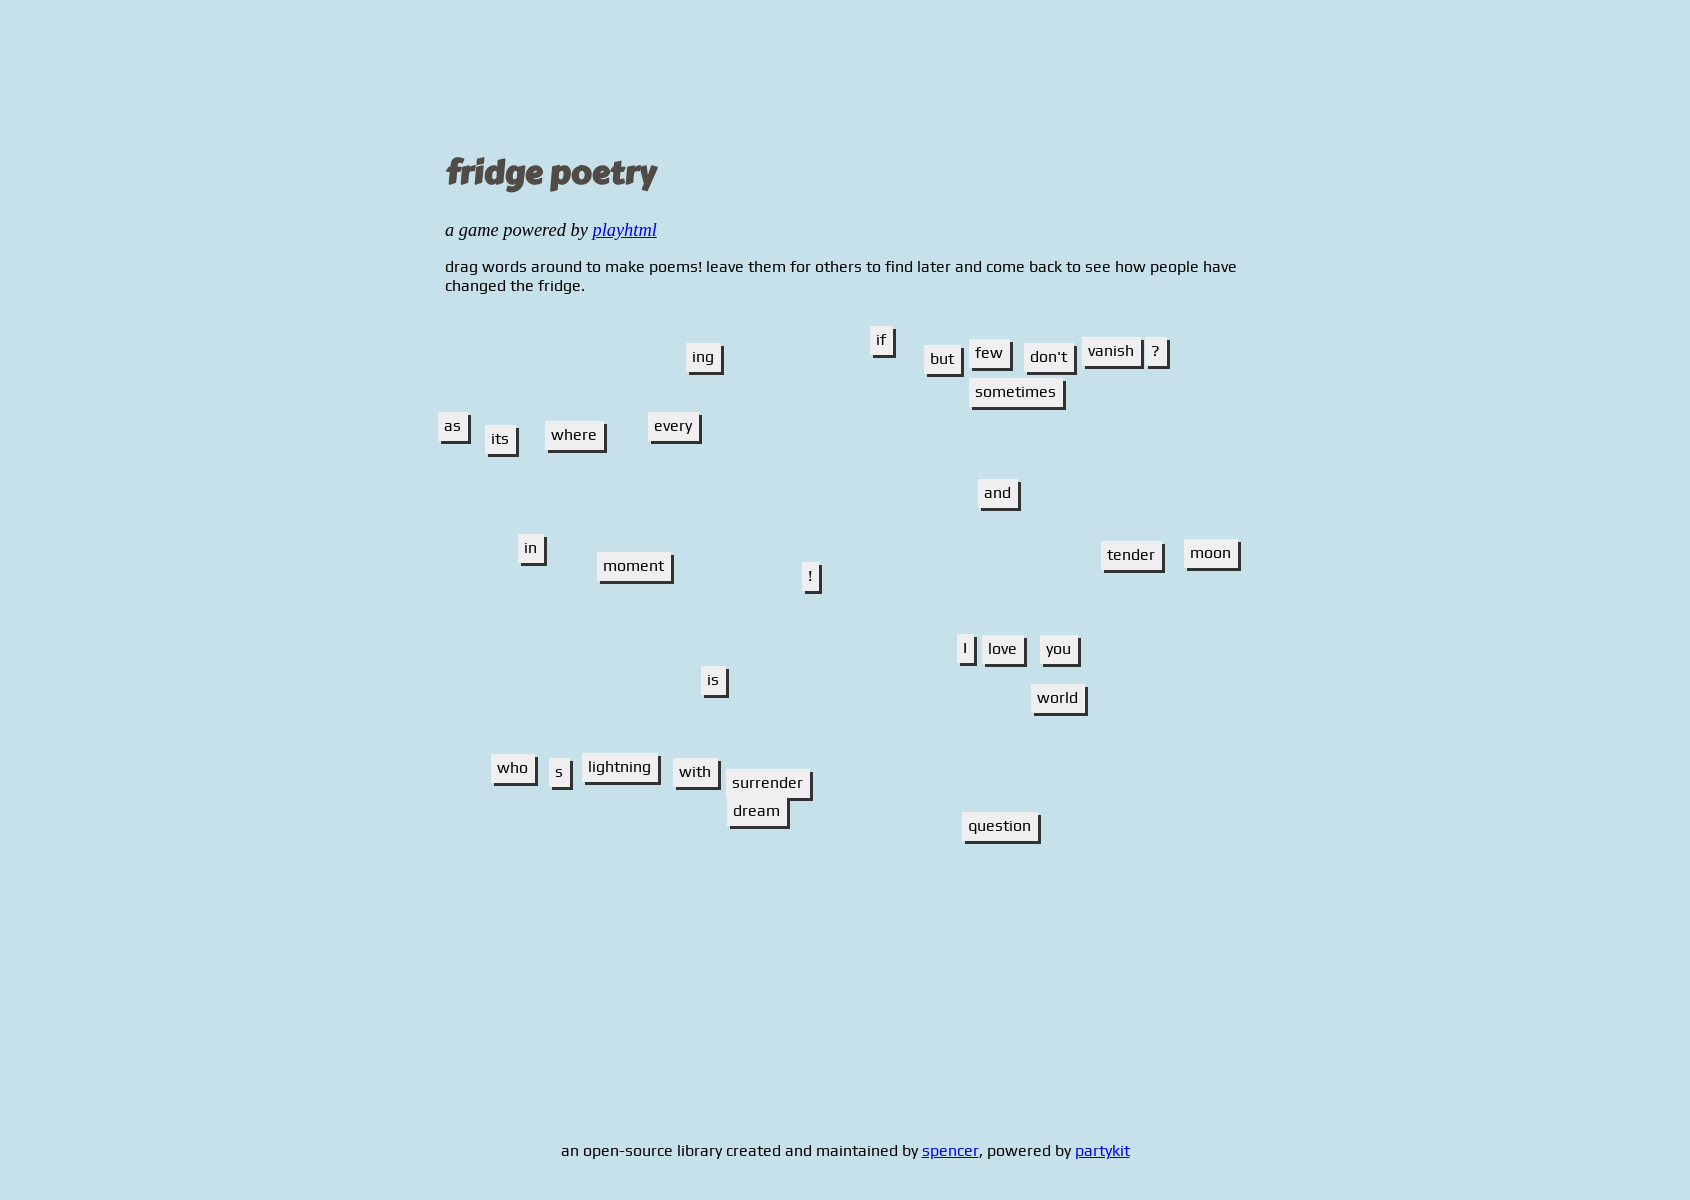 fridge poetry
a game powered by playhtml
drag words around to make poems! leave them for others to find later and come back to see how people have
changed the fridge.
if
ing but few don't vanish ?
sometimes
as its where every
and
in moment ! tender moon
I love you
is world
who s lightning with surrender
dream
question
an open-source library created and maintained by spencer, powered by partykit